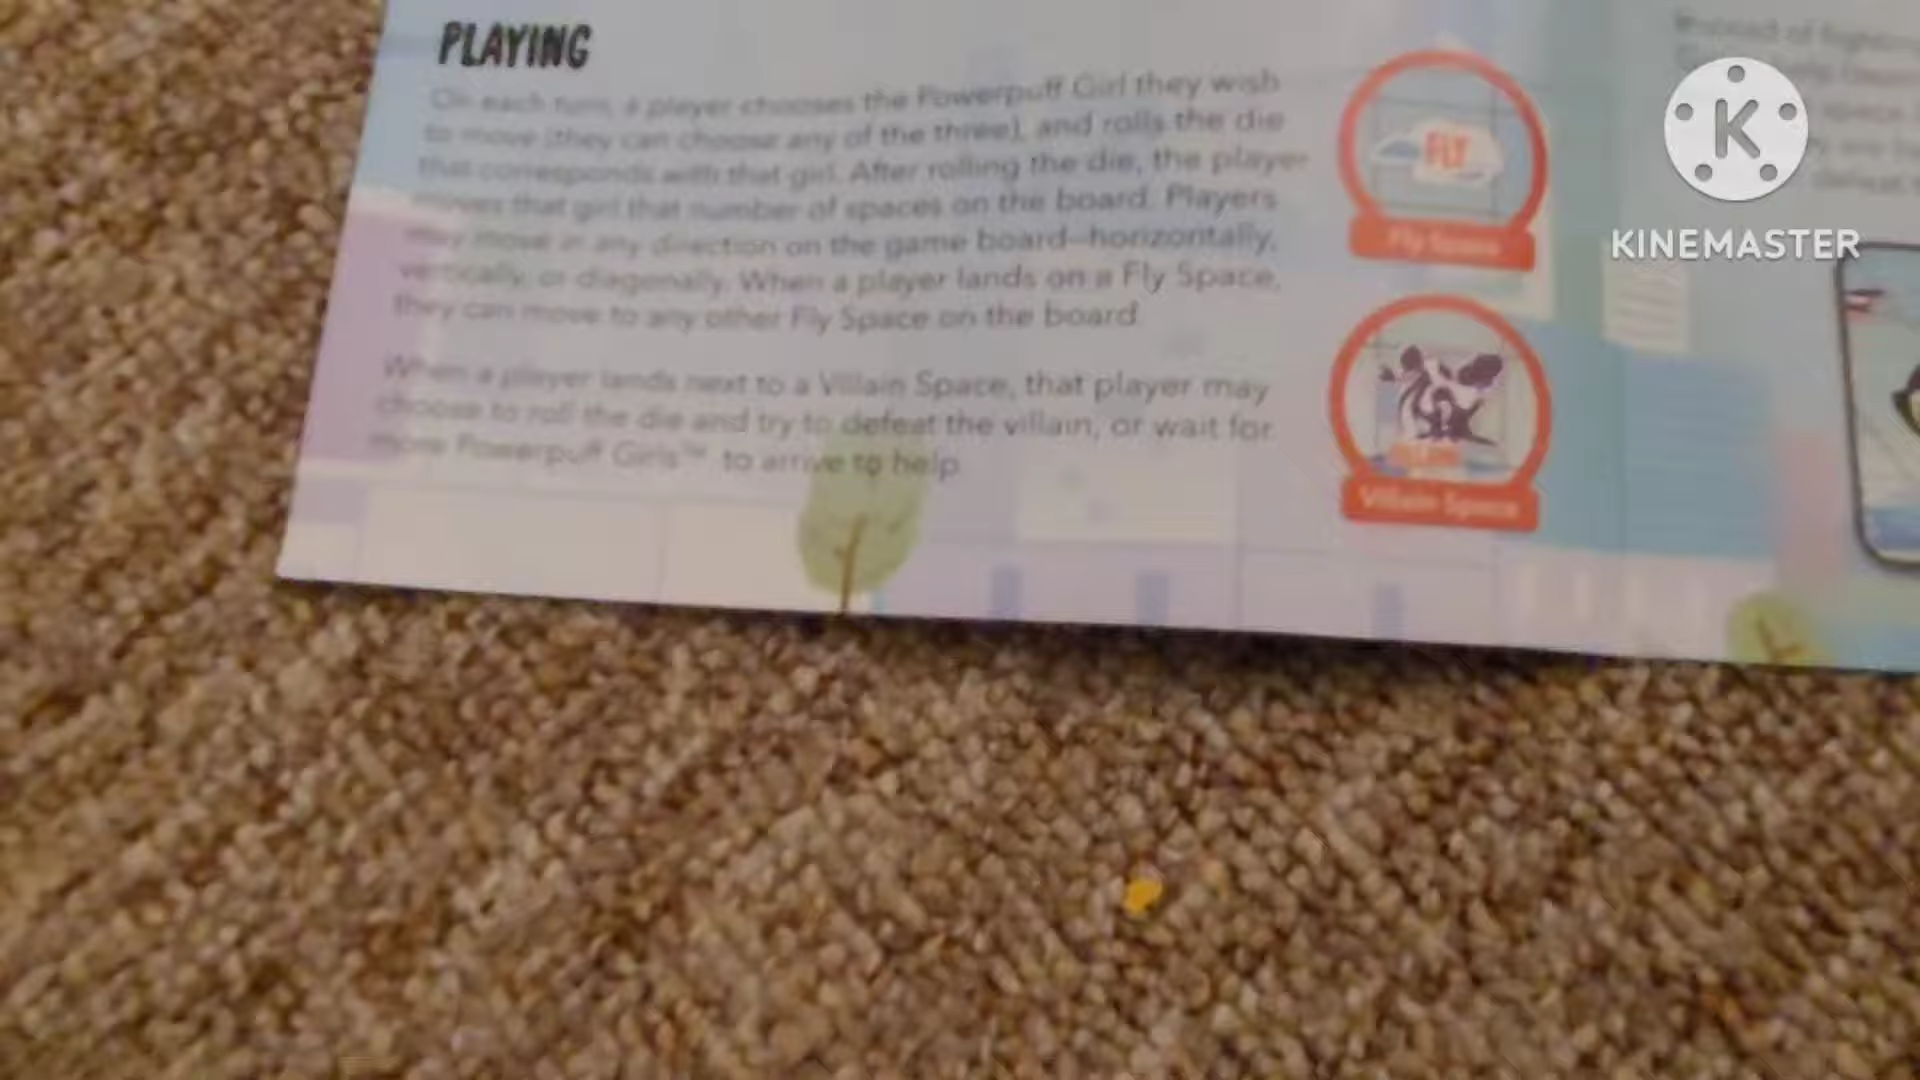 PLAYING
On each turn, a player chooses the Powerpuff Girl they wish
to move (they can choose any of the three), and rolls the die
that corresponds with that girl. After rolling the die, the player
moves that girl that number of spaces on the board. Players
may move in any direction on the game board—horizontally,
vertically, or diagonally. When a player lands on a Fly Space,
they can move to any other Fly Space on the board.
When a player lands next to a Villain Space, that player may
choose to roll the die and try to defeat the villain, or wait for
more Powerpuff Girls™ to arrive to help.
FLY
Fly Space
Villain Space
KINEMASTER